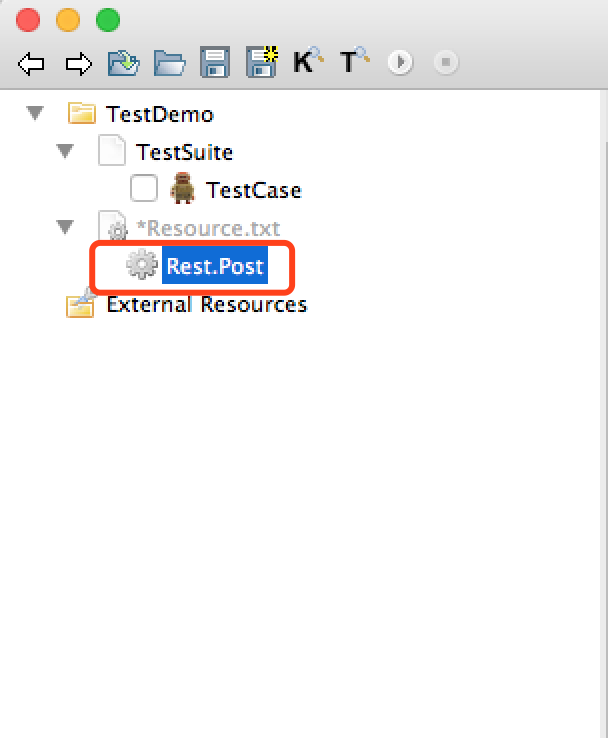 K T
TestDemo
TestSuite
TestCase
*Resource.txt
Rest.Post
External Resources